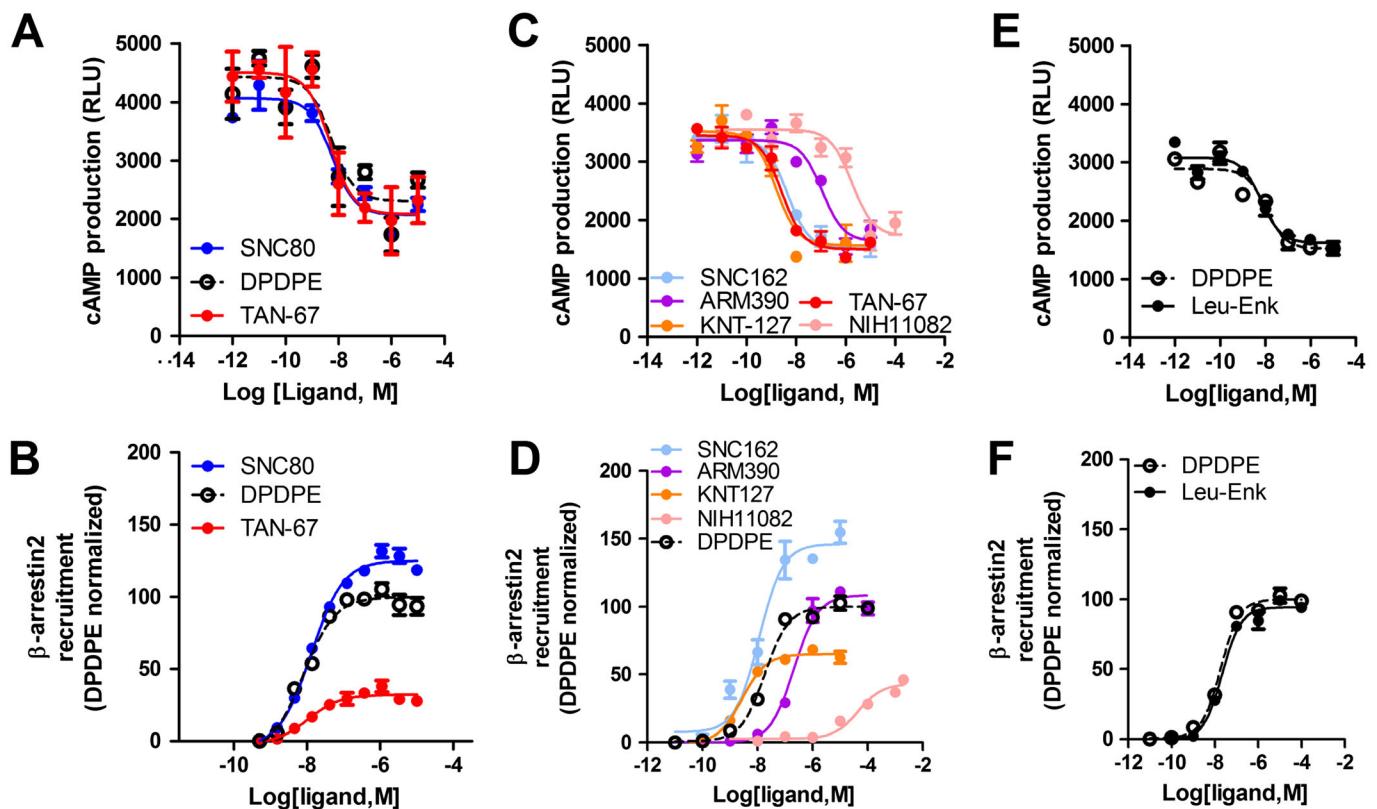 A
cAMP production (RLU)
5000
4000
3000
2000
1000
0
SNC80
DPDPE
TAN-67
-14
-12
-10
-8
-6
-4
Log [Ligand, M]
C
cAMP production (RLU)
5000
4000
3000
2000
1000
0
SNC162
ARM390
KNT-127
TAN-67
NIH11082
-14
-12
-10
-8
-6
-4
-2
Log[ligand, M]
E
cAMP production (RLU)
5000
4000
3000
2000
1000
0
DPDPE
Leu-Enk
-14
-12
-10
-8
-6
-4
Log[ligand,M]
B
β-arrestin2
recruitment
(DPDPE normalized)
200
150
100
50
0
SNC80
DPDPE
TAN-67
-10
-8
-6
-4
Log[ligand,M]
D
β-arrestin2
recruitment
(DPDPE normalized)
200
150
100
50
0
SNC162
ARM390
KNT127
NIH11082
DPDPE
-12
-10
-8
-6
-4
-2
Log[ligand,M]
F
β-arrestin2
recruitment
(DPDPE normalized)
200
150
100
50
0
DPDPE
Leu-Enk
-12
-10
-8
-6
-4
-2
Log[ligand,M]